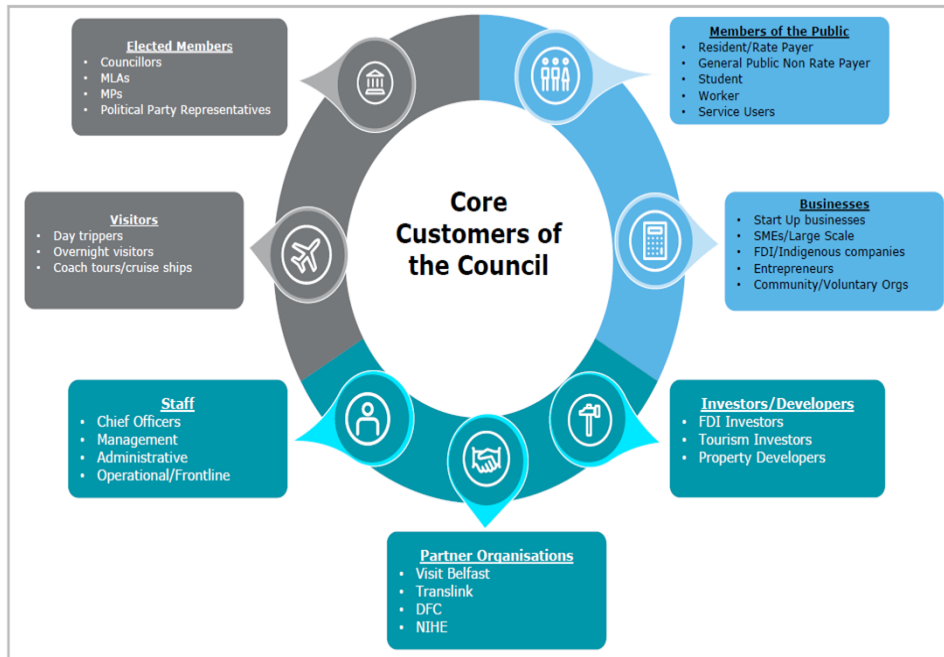 Elected Members
Councillors
MLAs
MPs
Political Party Representatives
Members of the Public
Resident/Rate Payer
General Public Non Rate Payer
Student
Worker
Service Users
Core
Customers of
the Council
Visitors
Day trippers
Overnight visitors
Coach tours/cruise ships
Businesses
Start Up businesses
SMEs/Large Scale
FDI/Indigenous companies
Entrepreneurs
Community/Voluntary Orgs
Staff
Chief Officers
Management
Administrative
Operational/Frontline
Investors/Developers
FDI Investors
Tourism Investors
Property Developers
Partner Organisations
Visit Belfast
Translink
DFC
NIHE